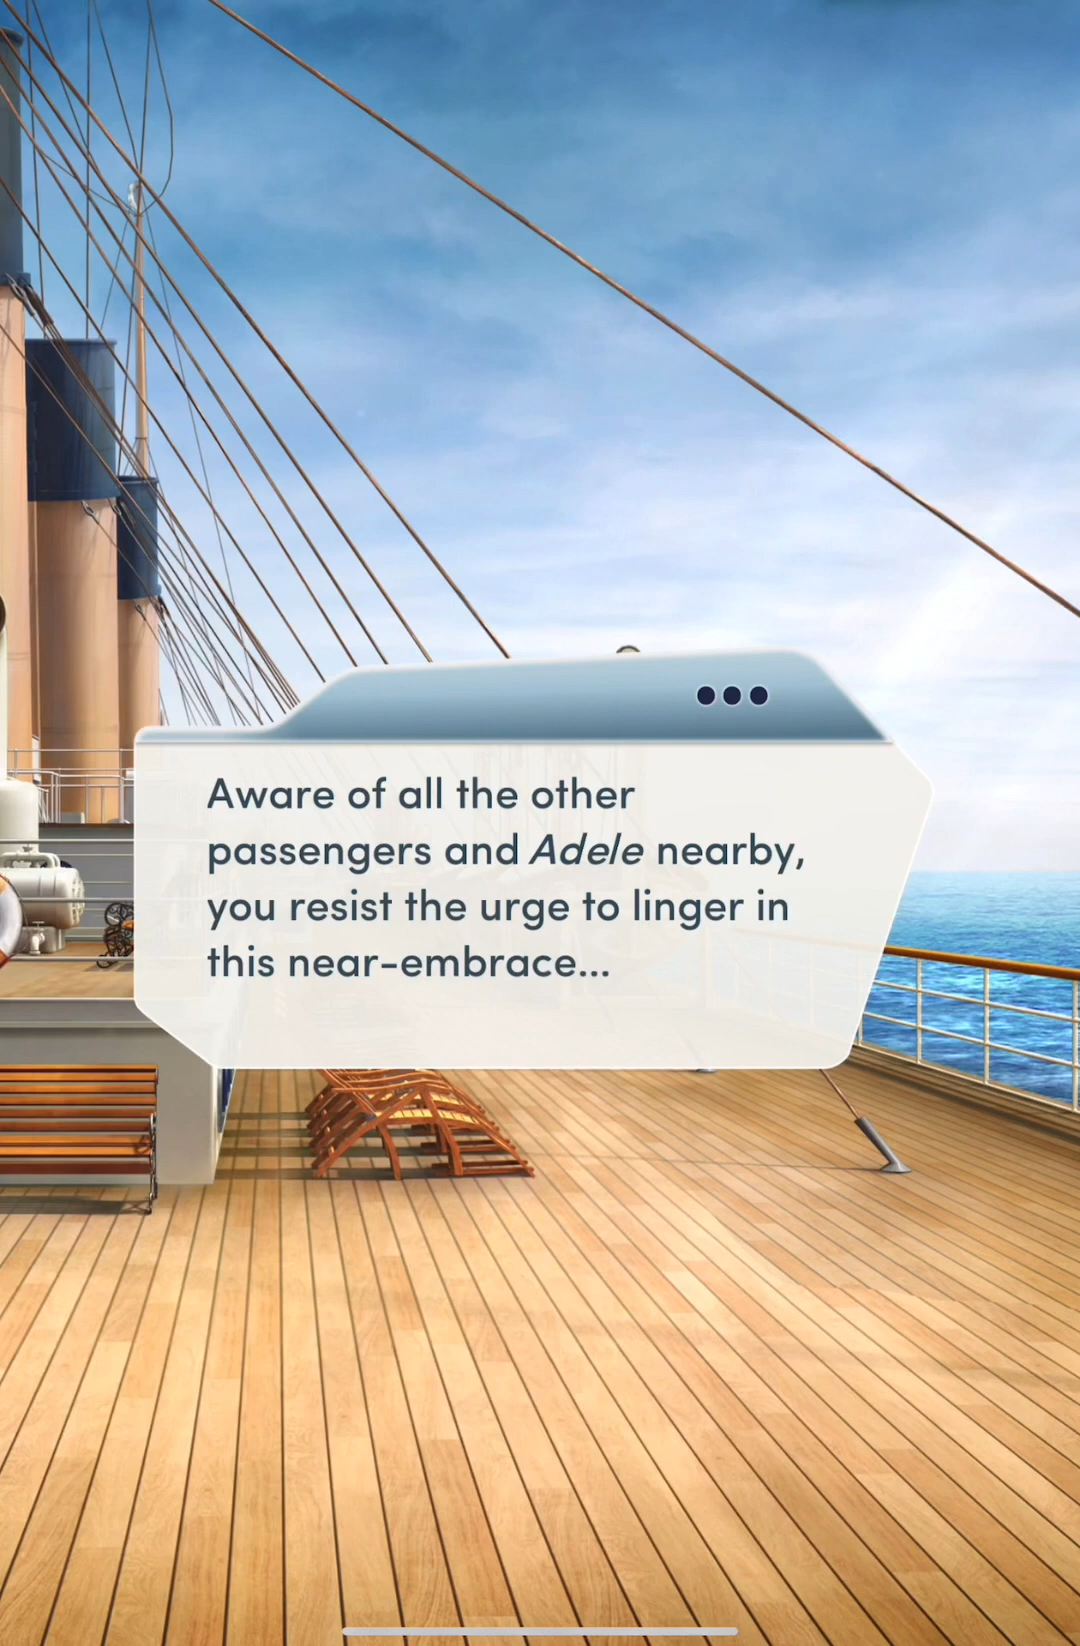 Aware of all the other
passengers and Adele nearby,
you resist the urge to linger in
this near-embrace...